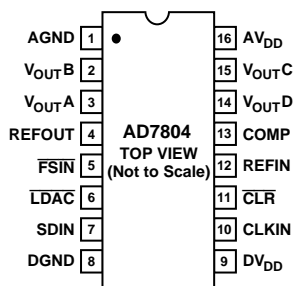 AGND 1 16 AVDD
VOUTB 2 15 VOUTC
VOUTA 3 14 VOUTD
REFOUT 4 AD7804 13 COMP
FSIN 5 TOP VIEW 12 REFIN
(Not to Scale)
LDAC 6 11 CLR
SDIN 7 10 CLKIN
DGND 8 9 DVDD